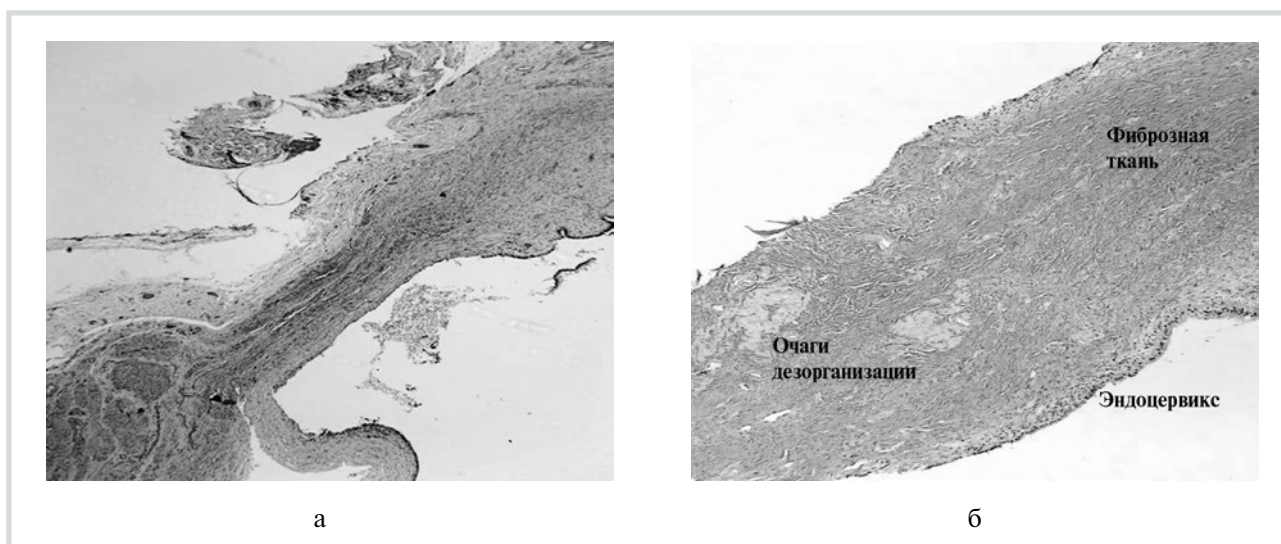 Фиброзная
ткань
Очаги
дезорганизации
Эндоцервикс
а
б